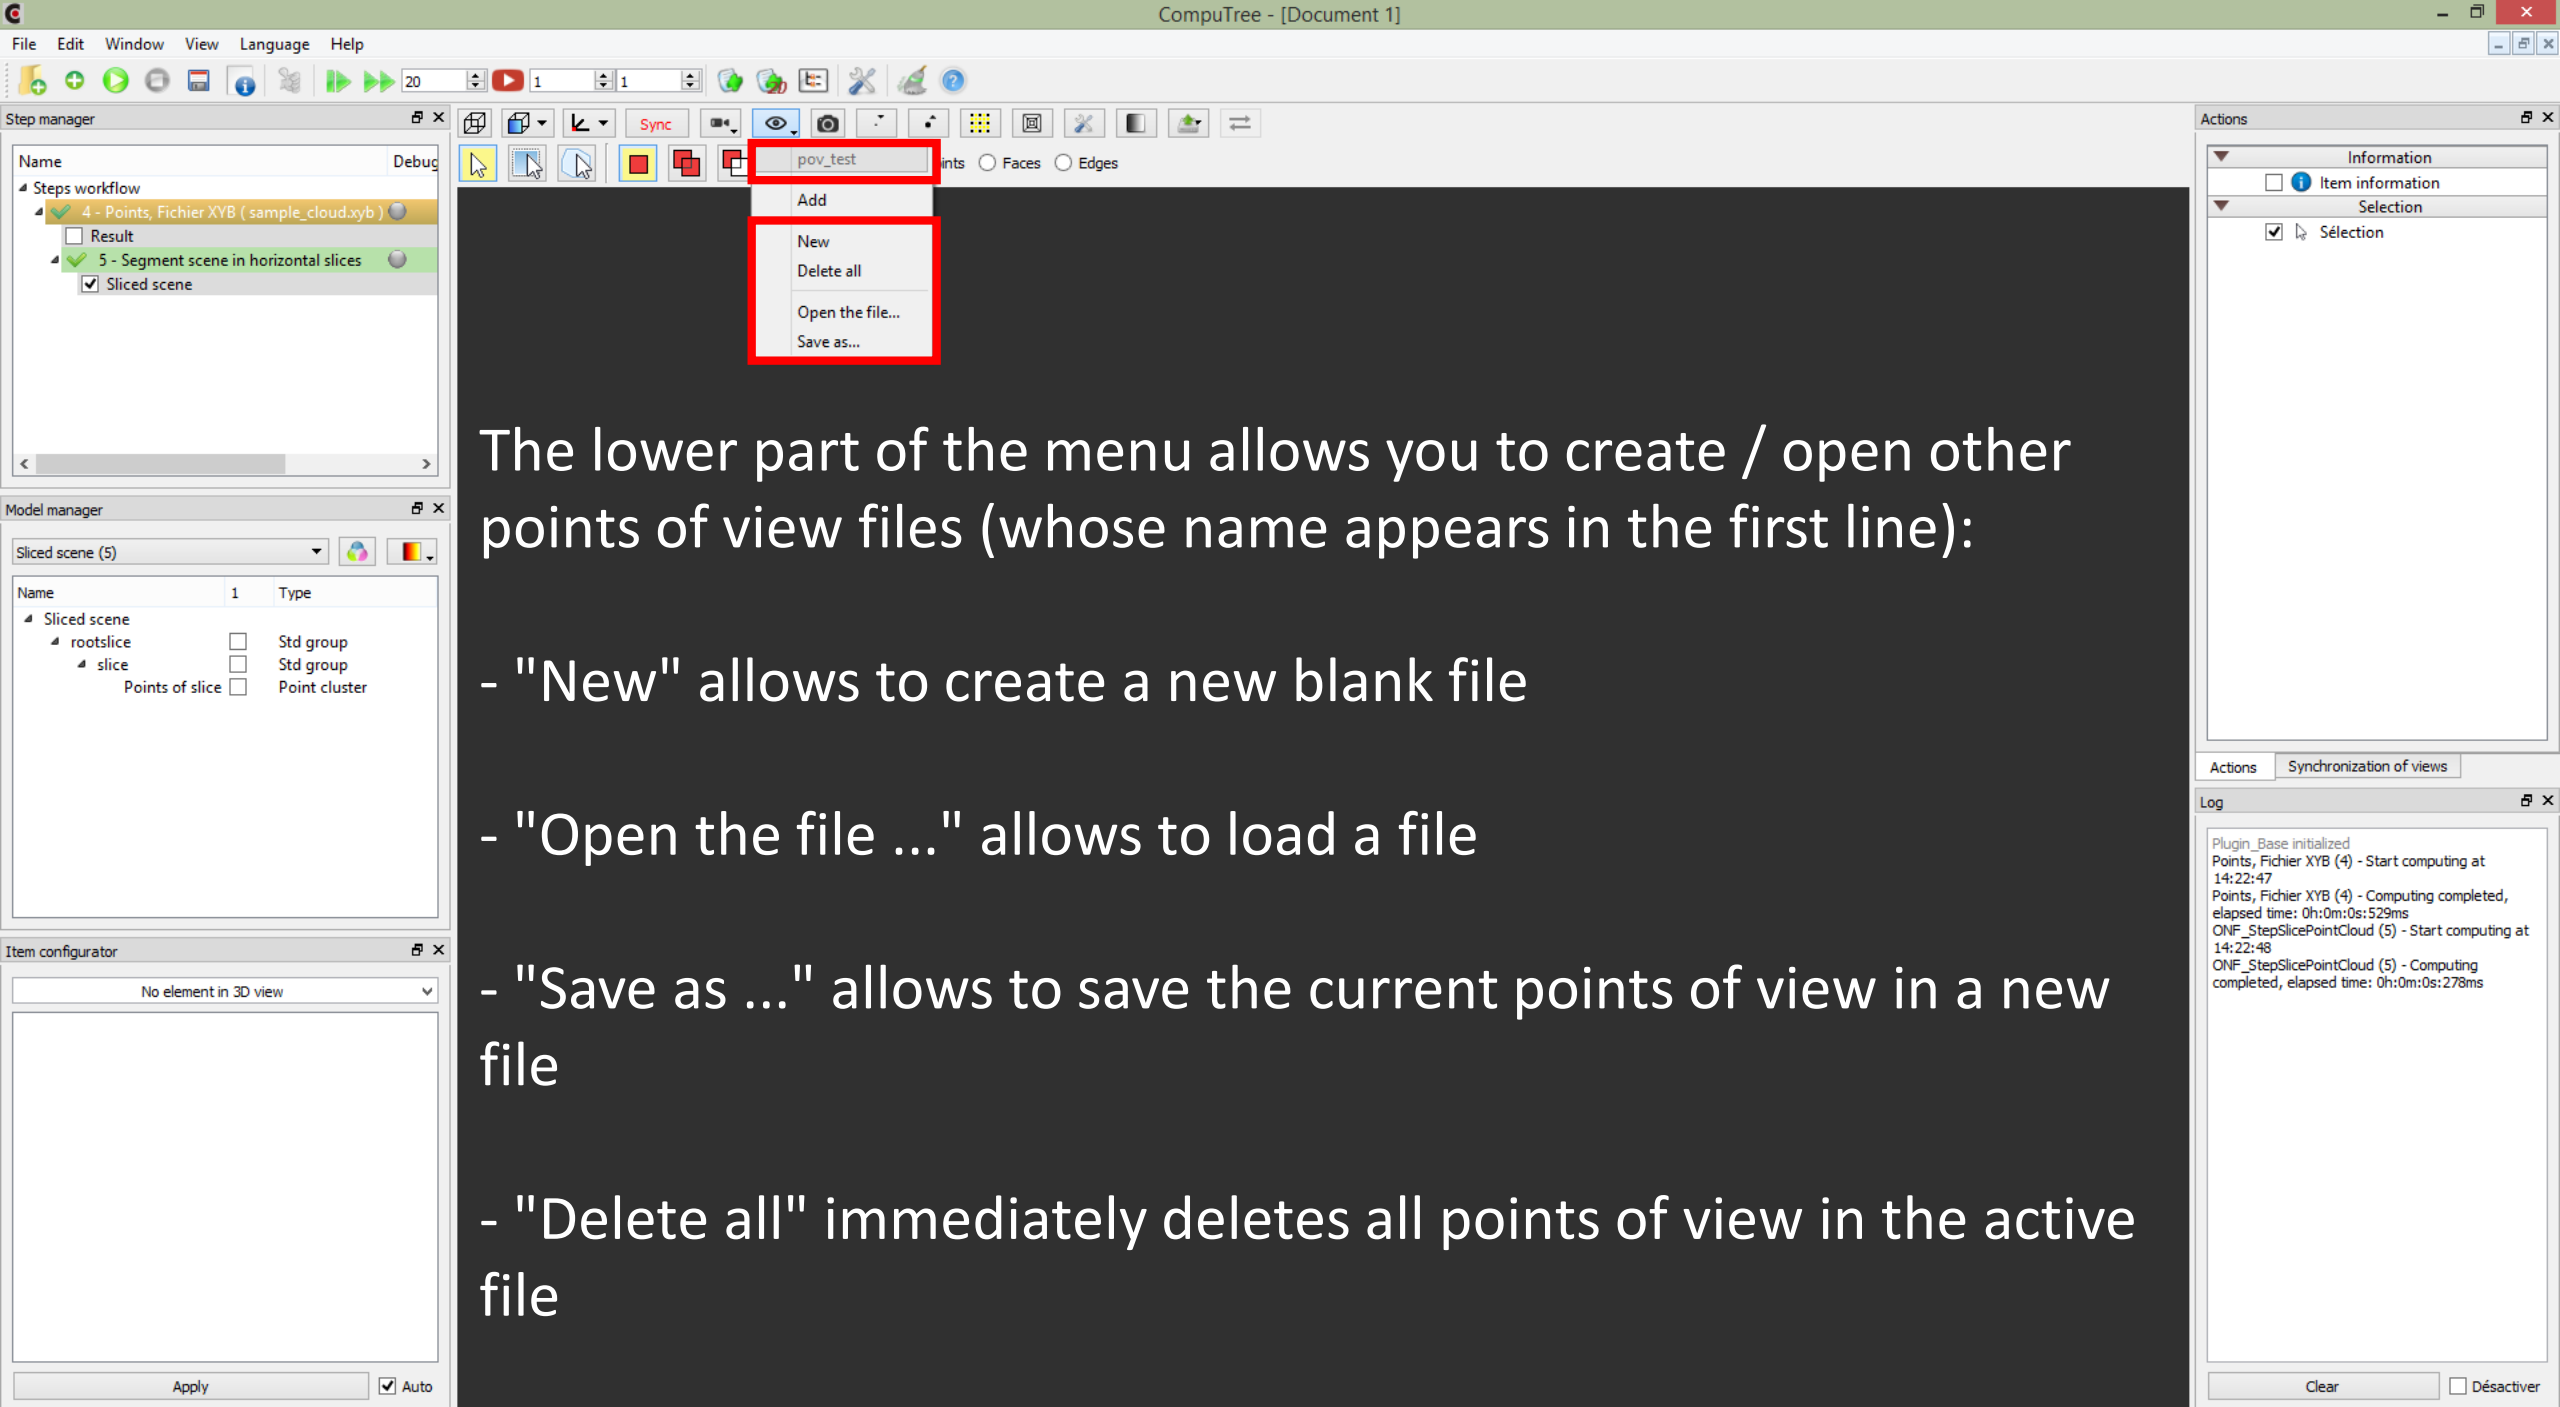 CompuTree - [Document 1]
File Edit Window View Language Help
20 1 1
Step manager
Name Debug
Steps workflow
4 - Points, Fichier XYB ( sample_cloud.xyb )
Result
5 - Segment scene in horizontal slices
Sliced scene
Model manager
Sliced scene (5)
Name 1 Type
Sliced scene
rootslice Std group
slice Std group
Points of slice Point cluster
Item configurator
No element in 3D view
Apply Auto
Sync
pov_test
ints Faces Edges
Add
New
Delete all
Open the file...
Save as...
The lower part of the menu allows you to create / open other
points of view files (whose name appears in the first line):
- "New" allows to create a new blank file
- "Open the file ..." allows to load a file
- "Save as ..." allows to save the current points of view in a new
file
- "Delete all" immediately deletes all points of view in the active
file
Actions
Information
Item information
Selection
Sélection
Actions Synchronization of views
Log
Plugin_Base initialized
Points, Fichier XYB (4) - Start computing at
14:22:47
Points, Fichier XYB (4) - Computing completed,
elapsed time: 0h:0m:0s:529ms
ONF_StepSlicePointCloud (5) - Start computing at
14:22:48
ONF_StepSlicePointCloud (5) - Computing
completed, elapsed time: 0h:0m:0s:278ms
Clear Désactiver